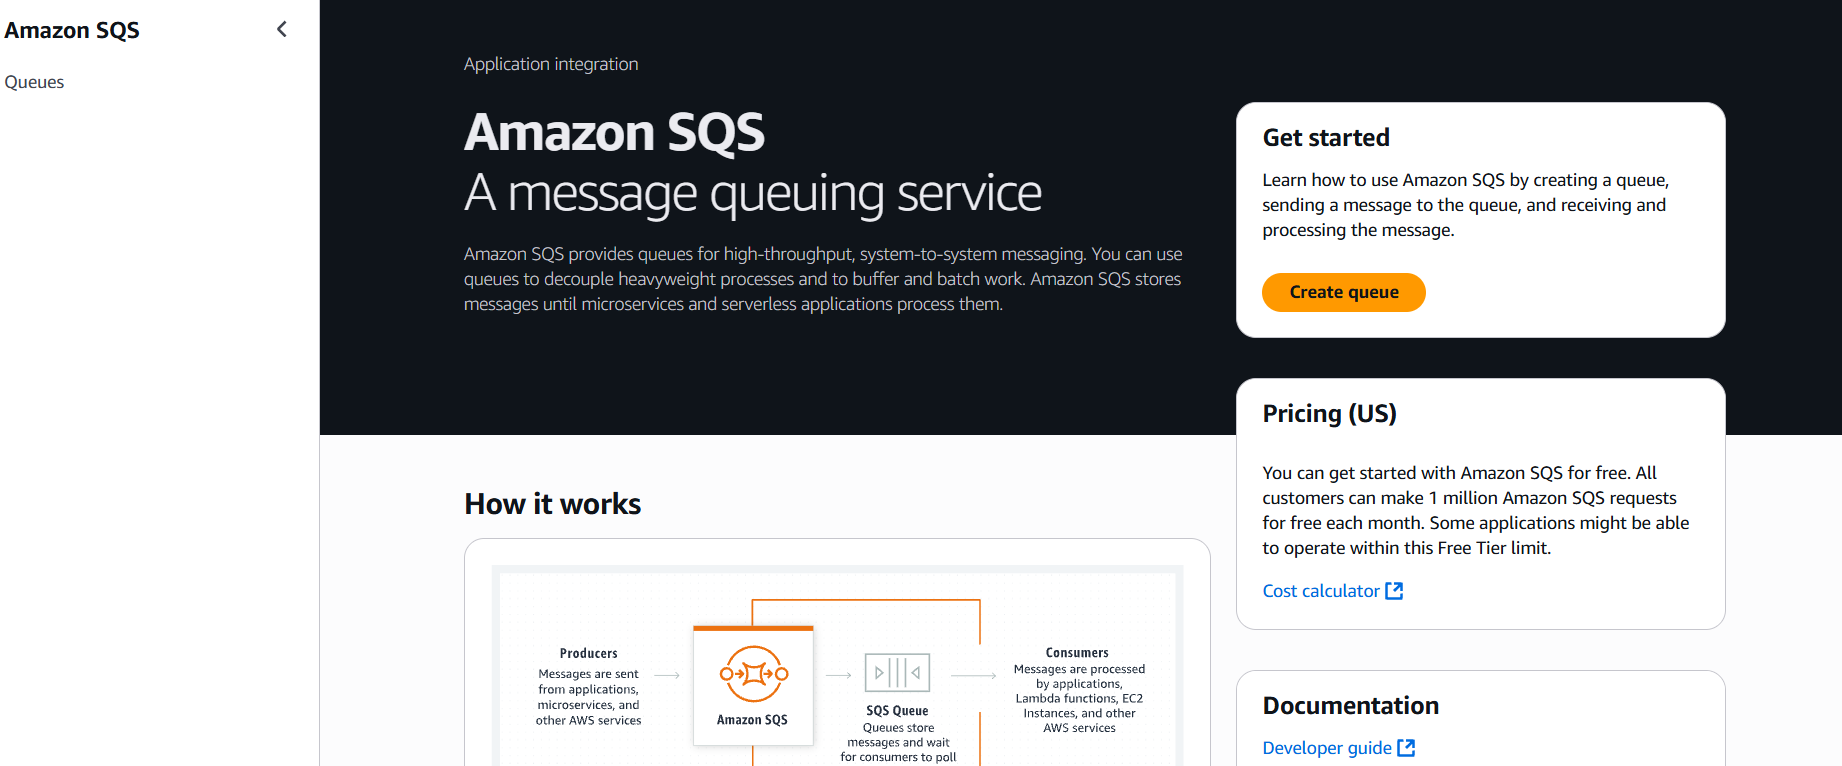 Amazon SQS
Queues
Application integration
Amazon SQS
A message queuing service
Amazon SQS provides queues for high-throughput, system-to-system messaging. You can use
queues to decouple heavyweight processes and to buffer and batch work. Amazon SQS stores
messages until microservices and serverless applications process them.
Get started
Learn how to use Amazon SQS by creating a queue,
sending a message to the queue, and receiving and
processing the message.
Create queue
Pricing (US)
You can get started with Amazon SQS for free. All
customers can make 1 million Amazon SQS requests
for free each month. Some applications might be able
to operate within this Free Tier limit.
Cost calculator
How it works
Producers
Messages are sent
from applications,
microservices, and
other AWS services
Amazon SQS
SQS Queue
Queues store
messages and wait
for consumers to poll
Consumers
Messages are processed
by applications,
Lambda functions, EC2
Instances, and other
AWS services
Documentation
Developer guide